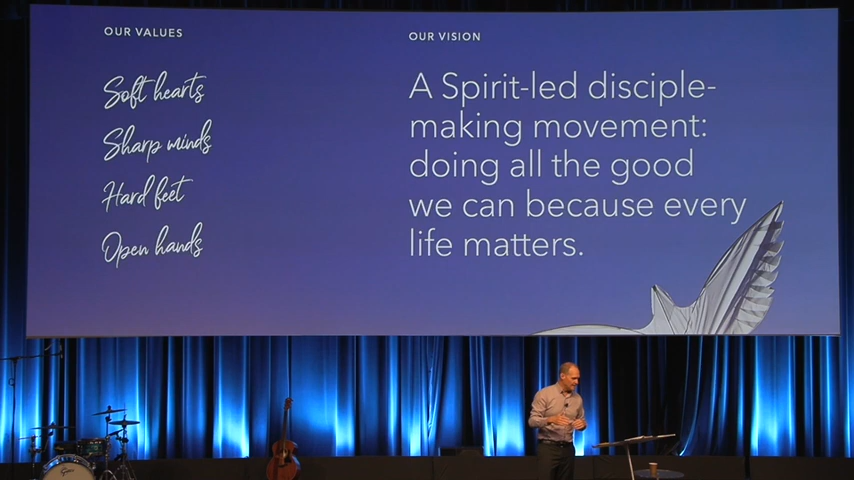 OUR VALUES
Soft hearts
Sharp minds
Hard feet
Open hands
OUR VISION
A Spirit-led disciple-
making movement:
doing all the good
we can because every
life matters.